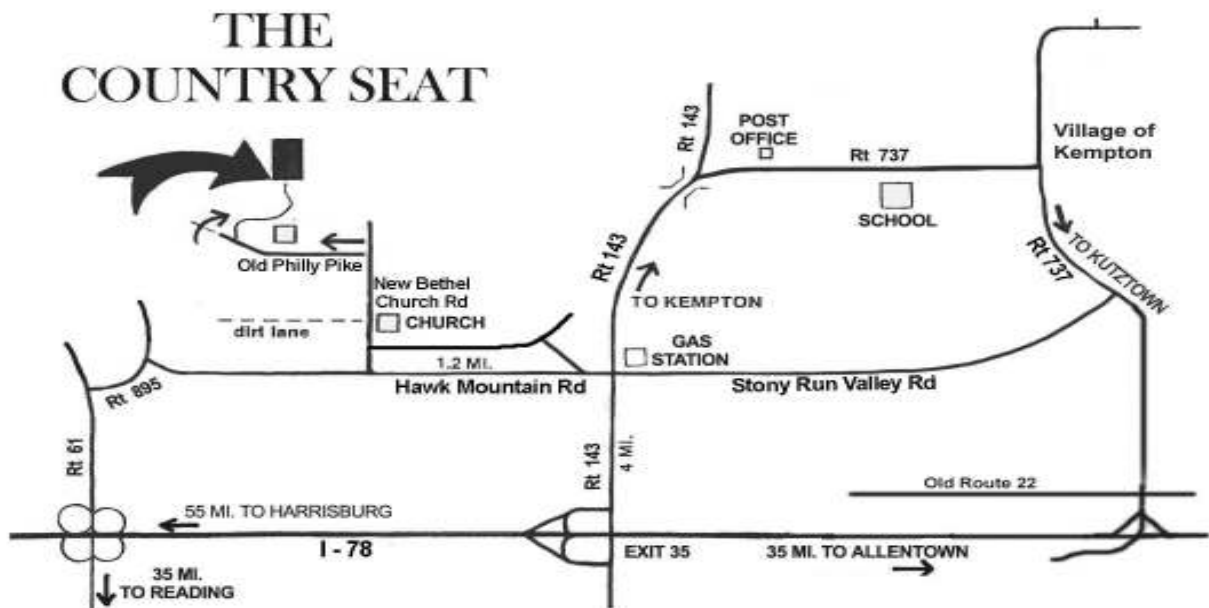 THE
COUNTRY SEAT
Rt 143
POST
OFFICE
Rt 737
Village of
Kempton
SCHOOL
Old Philly Pike
Rt 143
Rt 737
TO KUTZTOWN
New Bethel
Church Rd
TO KEMPTON
dirt lane
CHURCH
GAS
STATION
1.2 MI.
Rt 895
Hawk Mountain Rd
Stony Run Valley Rd
Rt 61
Rt 143
4 MI.
Old Route 22
55 MI. TO HARRISBURG
I - 78
EXIT 35
35 MI. TO ALLENTOWN
35 MI.
TO READING